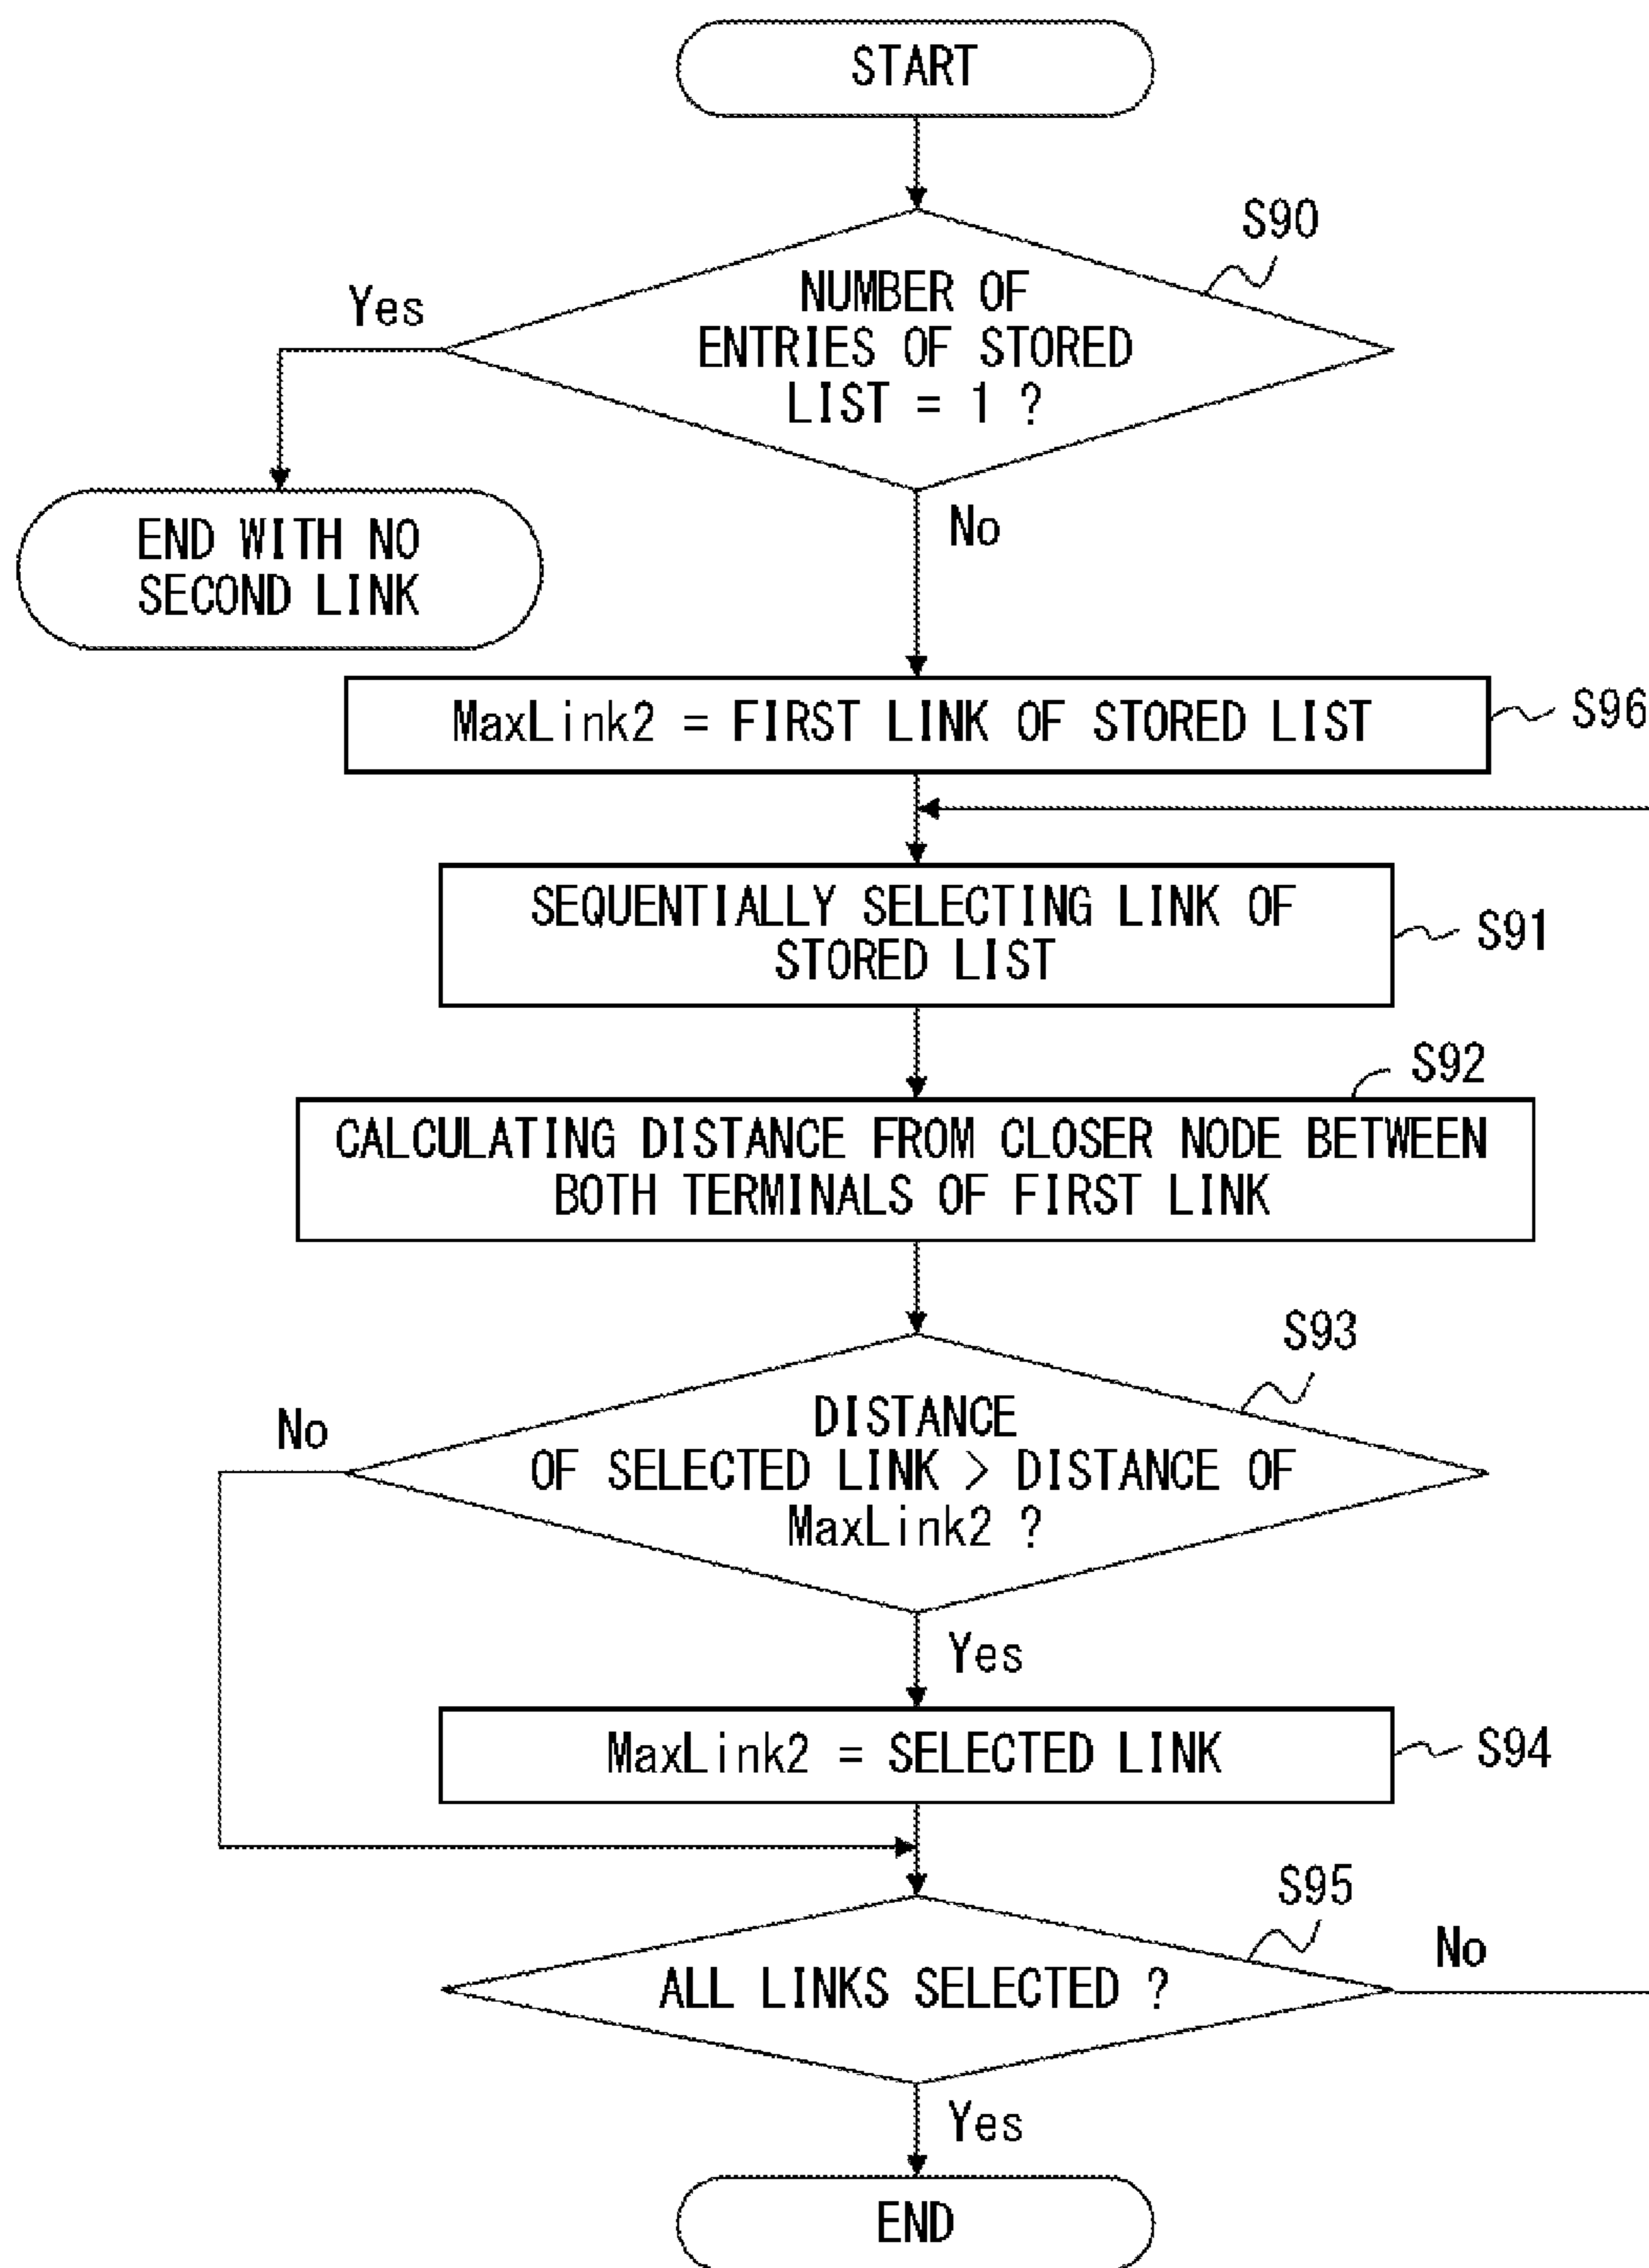 START
S90
NUMBER OF
ENTRIES OF STORED
LIST = 1 ?
Yes
END WITH NO
SECOND LINK
No
MaxLink2 = FIRST LINK OF STORED LIST
S96
SEQUENTIALLY SELECTING LINK OF
STORED LIST
S91
S92
CALCULATING DISTANCE FROM CLOSER NODE BETWEEN
BOTH TERMINALS OF FIRST LINK
S93
DISTANCE
OF SELECTED LINK > DISTANCE OF
MaxLink2 ?
No
Yes
MaxLink2 = SELECTED LINK
S94
S95
ALL LINKS SELECTED ?
No
Yes
END